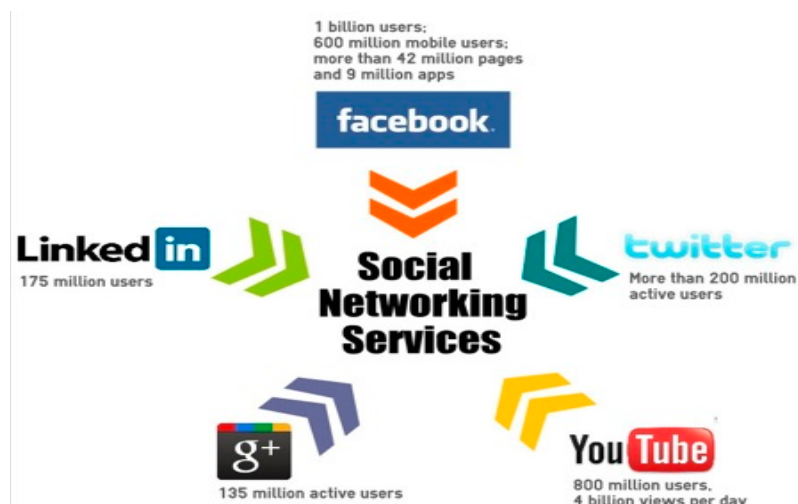 1 billion users;
600 million mobile users;
more than 42 million pages
and 9 million apps
facebook.
Linked in
175 million users
twitter
More than 200 million
active users
Social
Networking
Services
g+
135 million active users
YouTube
800 million users,
4 billion views per day